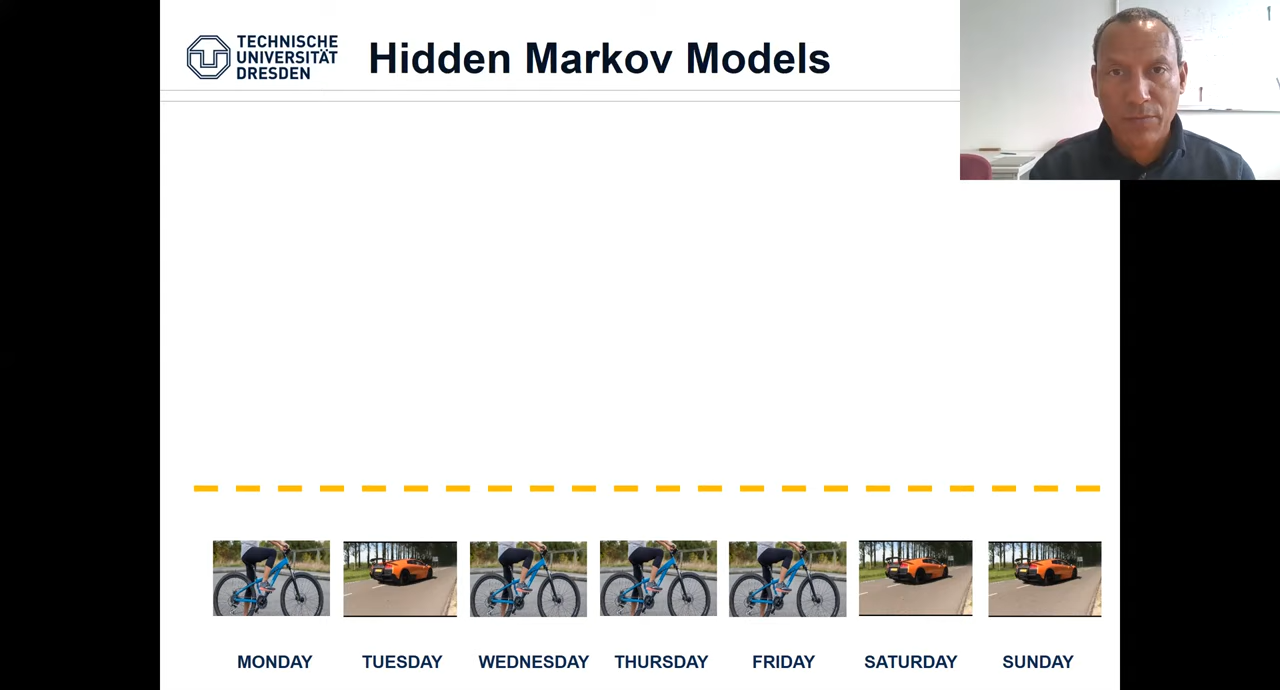 TECHNISCHE
UNIVERSITÄT
DRESDEN
Hidden Markov Models
MONDAY TUESDAY WEDNESDAY THURSDAY FRIDAY SATURDAY SUNDAY